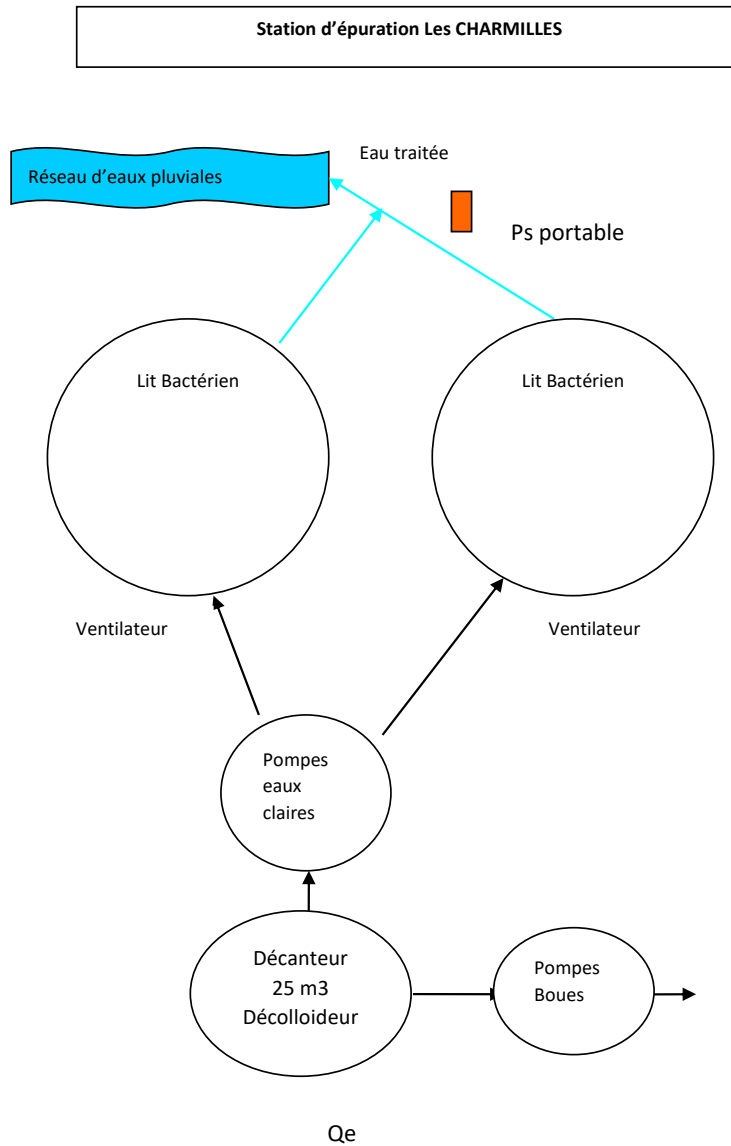 Station d'épuration Les CHARMILLES
Eau traitée
Réseau d'eaux pluviales
Ps portable
Lit Bactérien
Lit Bactérien
Ventilateur
Ventilateur
Pompes
eaux
claires
Décanteur
25 m3
Décolloideur
Pompes
Boues
Qe